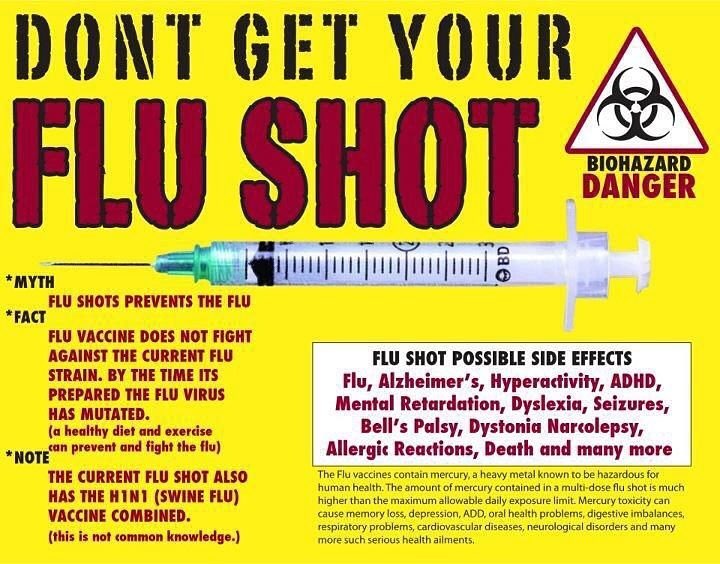 DONT GET YOUR
FLU SHOT
BIOHAZARD
DANGER
BD
*MYTH
FLU SHOTS PREVENTS THE FLU
*FACT
FLU VACCINE DOES NOT FIGHT
AGAINST THE CURRENT FLU
STRAIN. BY THE TIME ITS
PREPARED THE FLU VIRUS
HAS MUTATED.
(a healthy diet and exercise
can prevent and fight the flu)
*NOTE
THE CURRENT FLU SHOT ALSO
HAS THE H1N1 (SWINE FLU)
VACCINE COMBINED.
(this is not common knowledge.)
FLU SHOT POSSIBLE SIDE EFFECTS
Flu, Alzheimer's, Hyperactivity, ADHD,
Mental Retardation, Dyslexia, Seizures,
Bell's Palsy, Dystonia Narcolepsy,
Allergic Reactions, Death and many more
The Flu vaccines contain mercury, a heavy metal known to be hazardous for
human health. The amount of mercury contained in a multi-dose flu shot is much
higher than the maximum allowable daily exposure limit. Mercury toxicity can
cause memory loss, depression, ADD, oral health problems, digestive imbalances,
respiratory problems, cardiovascular diseases, neurological disorders and many
more such serious health ailments.